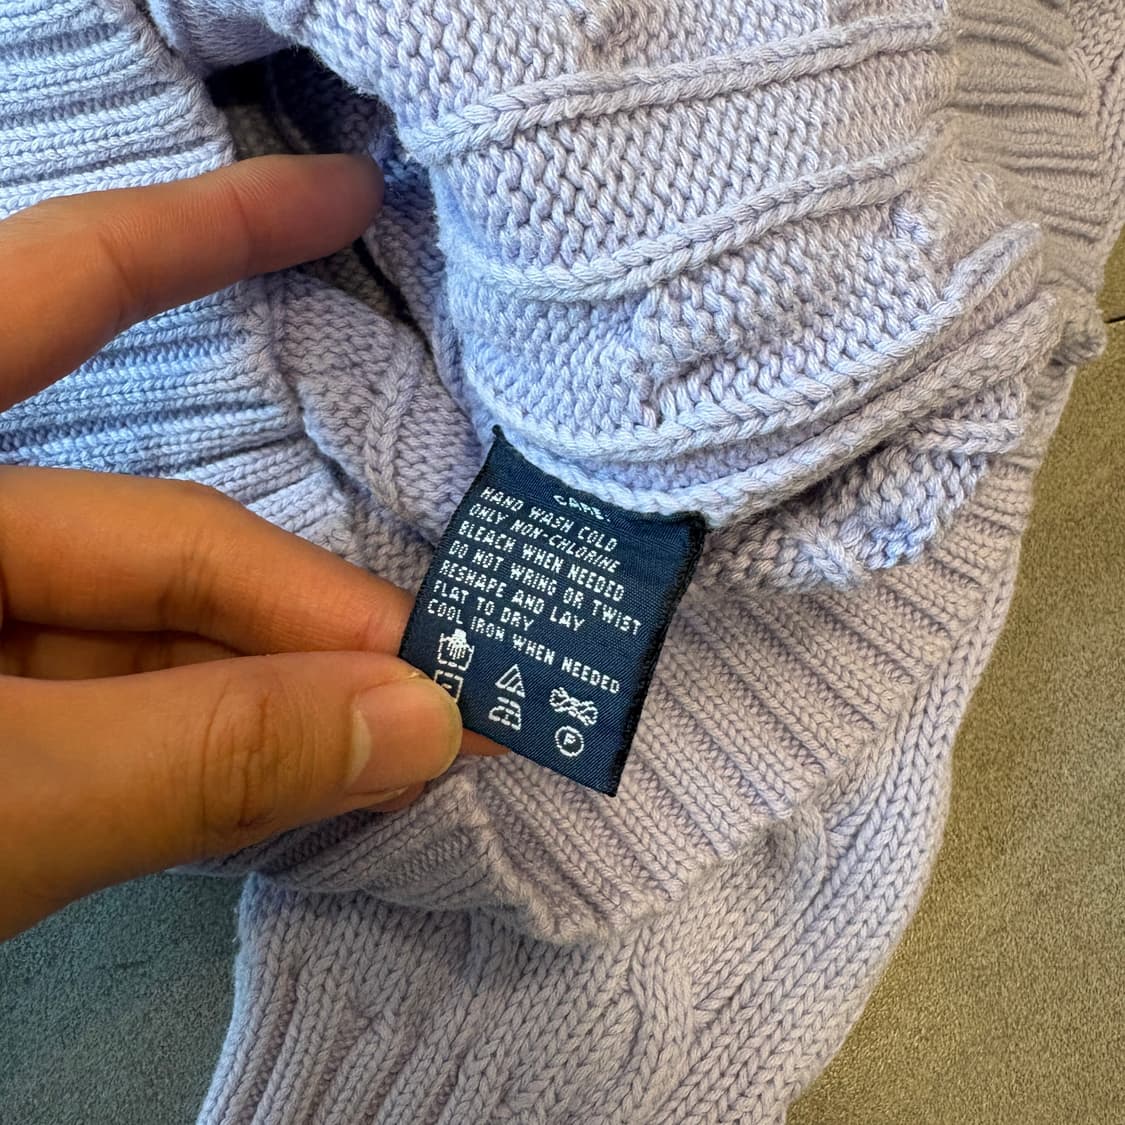 CARE:
HAND WASH COLD
ONLY NON-CHLORINE
BLEACH WHEN NEEDED
DO NOT WRING OR TWIST
RESHAPE AND LAY
FLAT TO DRY
COOL IRON WHEN NEEDED
P